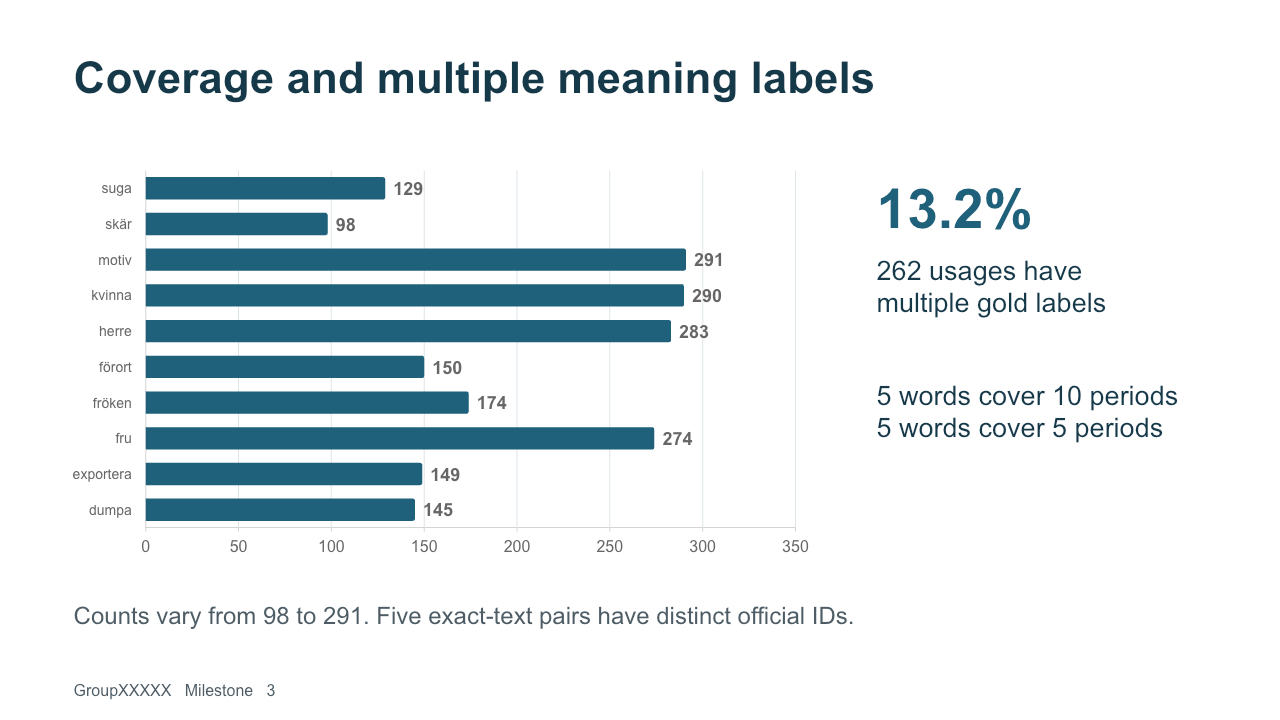 Coverage and multiple meaning labels
suga 129
skär 98
motiv 291
kvinna 290
herre 283
förort 150
fröken 174
fru 274
exportera 149
dumpa 145
0 50 100 150 200 250 300 350
13.2%
262 usages have
multiple gold labels
5 words cover 10 periods
5 words cover 5 periods
Counts vary from 98 to 291. Five exact-text pairs have distinct official IDs.
GroupXXXXX Milestone 3